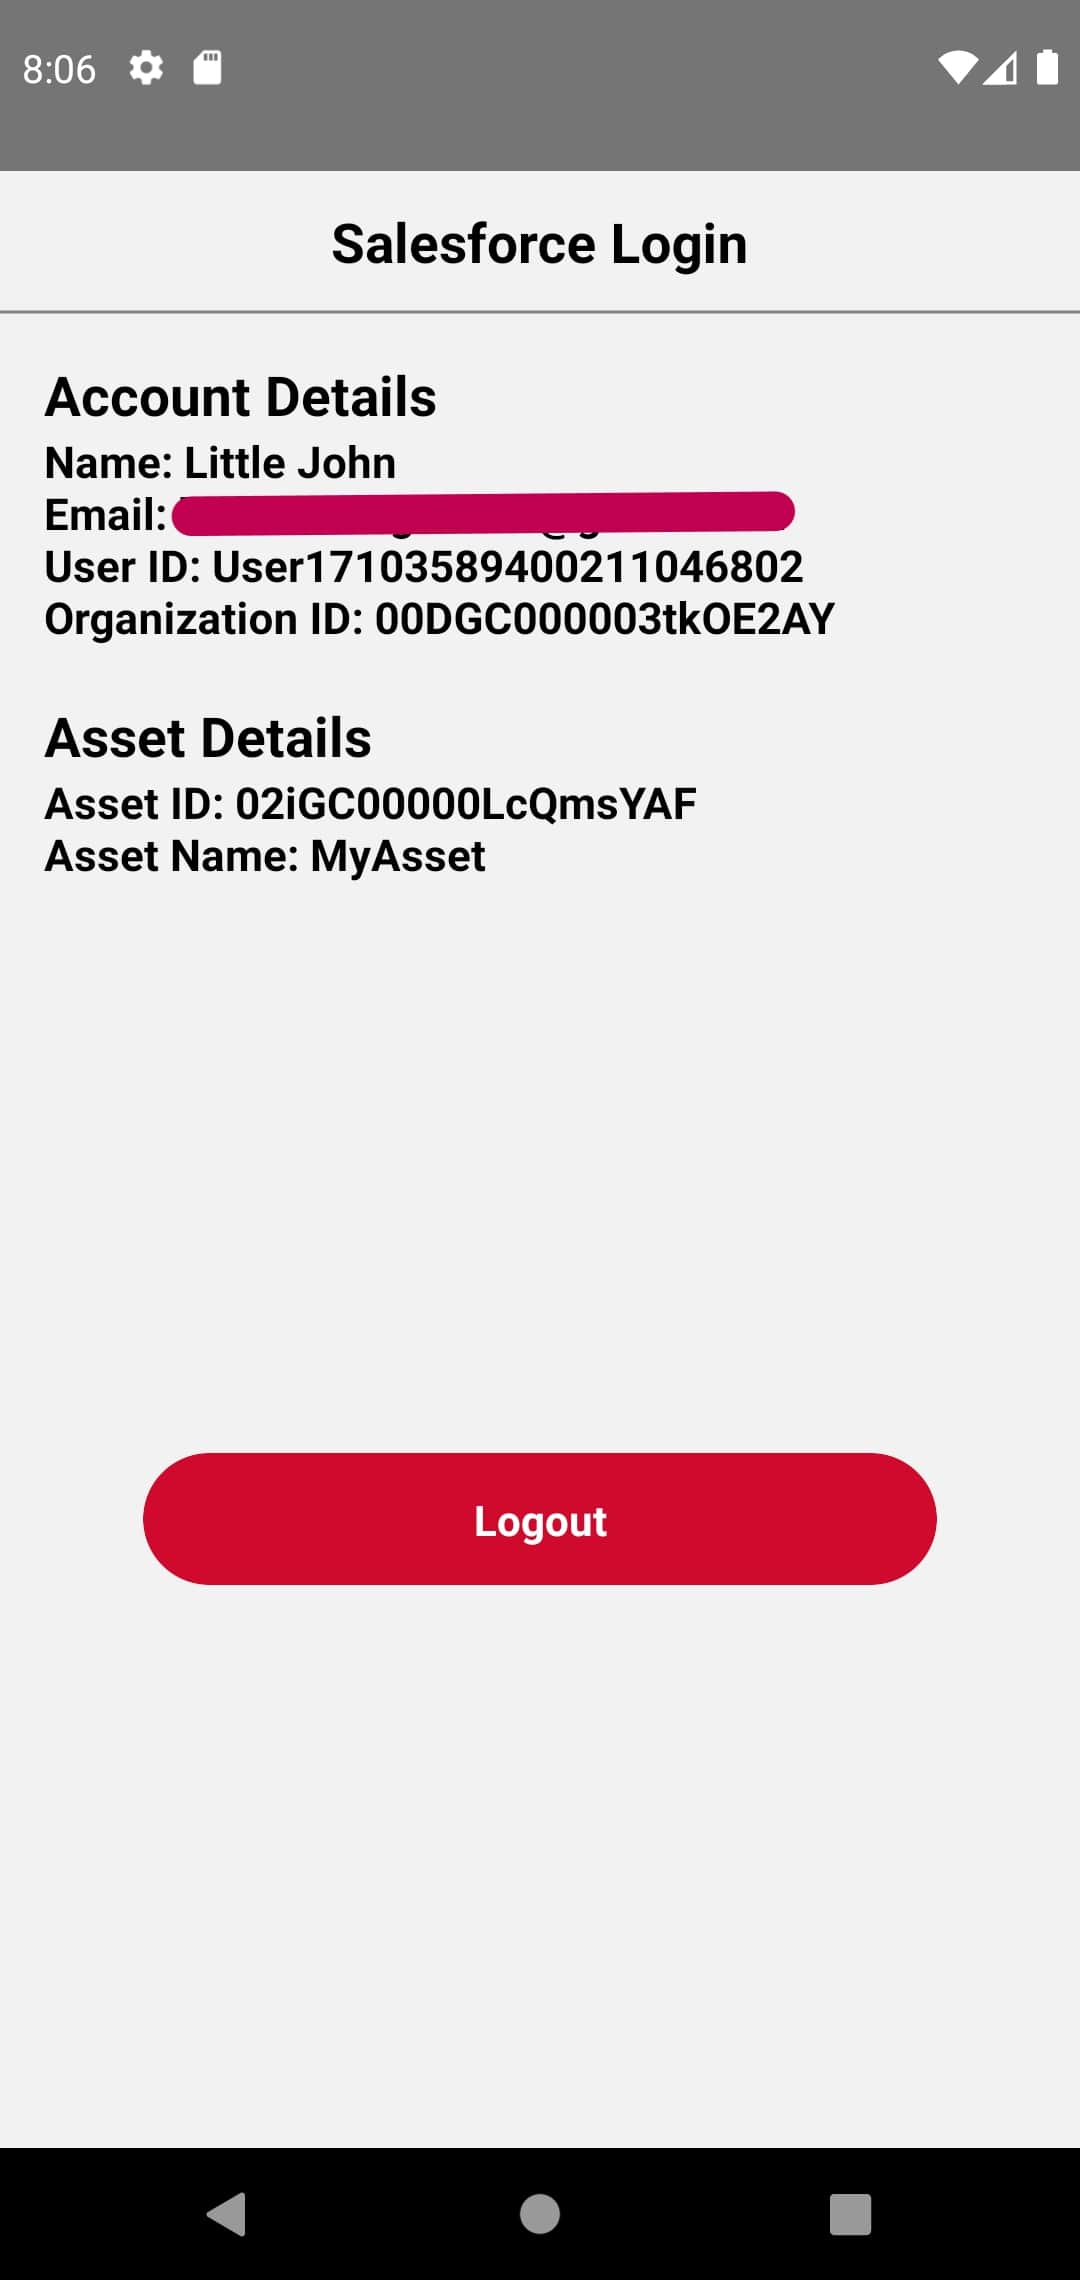 8:06
Salesforce Login
Account Details
Name: Little John
Email:
User ID: User17103589400211046802
Organization ID: 00DGC000003tkOE2AY
Asset Details
Asset ID: 02iGC00000LcQmsYAF
Asset Name: MyAsset
Logout